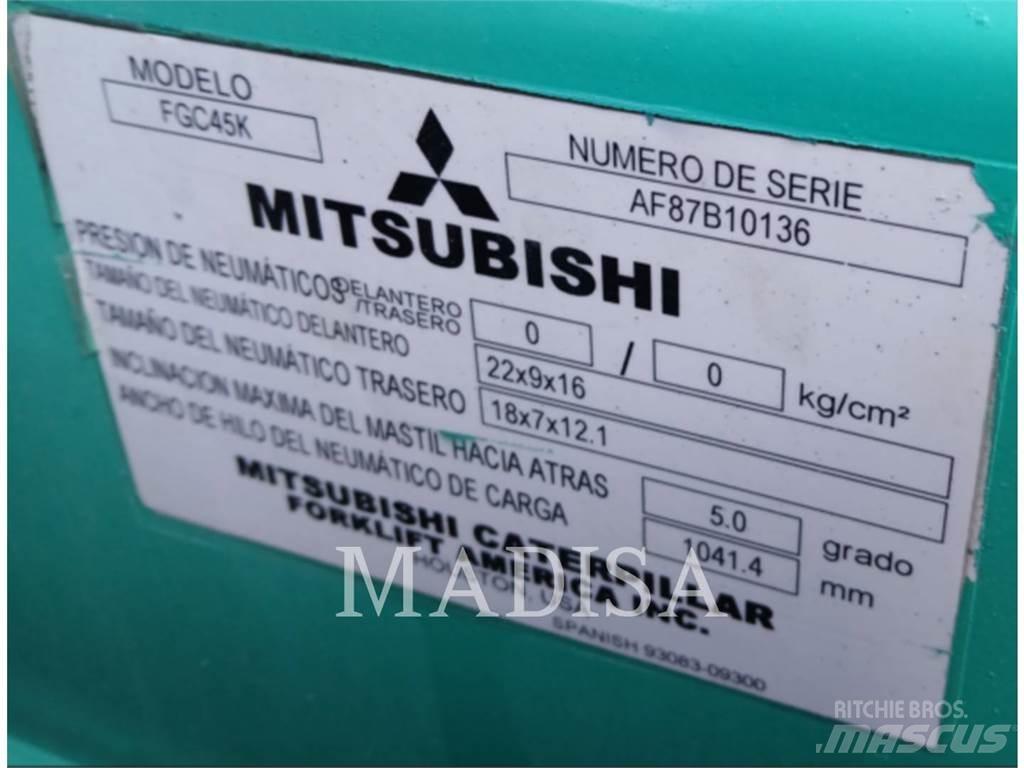 MODELO
FGC45K
NUMERO DE SERIE
AF87B10136
MITSUBISHI
PRESION DE NEUMÁTICOS DELANTERO /TRASERO 0 / 0 kg/cm²
TAMAÑO DEL NEUMÁTICO DELANTERO 22x9x16
TAMAÑO DEL NEUMÁTICO TRASERO 18x7x12.1
INCLINACION MAXIMA DEL MASTIL HACIA ATRAS 5.0 grado
ANCHO DE HILO DEL NEUMÁTICO DE CARGA 1041.4 mm
MITSUBISHI CATERPILLAR
FORKLIFT AMERICA INC.
HOUSTON, USA
SPANISH 93083-09300
MADISA
RITCHIE BROS.
MASCUS